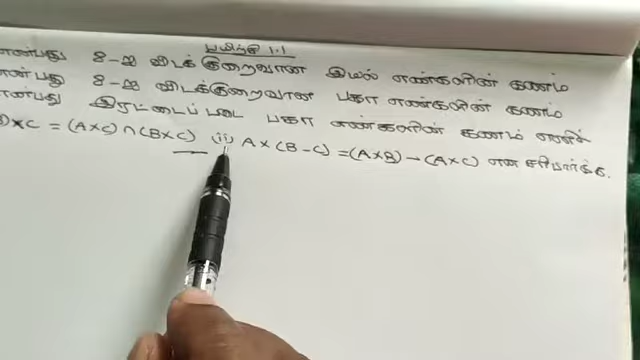 பயிற்சி 1.1
என்பது 8-ஐ விடக்குறைவான இயல் எண்களின் கணம்
என்பது 8-ஐ விடக்குறைவான பகா எண்களின் கணம்
என்பது இரட்டைப்படை பகா எண்களின் கணம் எனில்
B)×C = (A×C)∩(B×C) (ii) A×(B-C) = (A×B)-(A×C) என சரிபார்க்க.